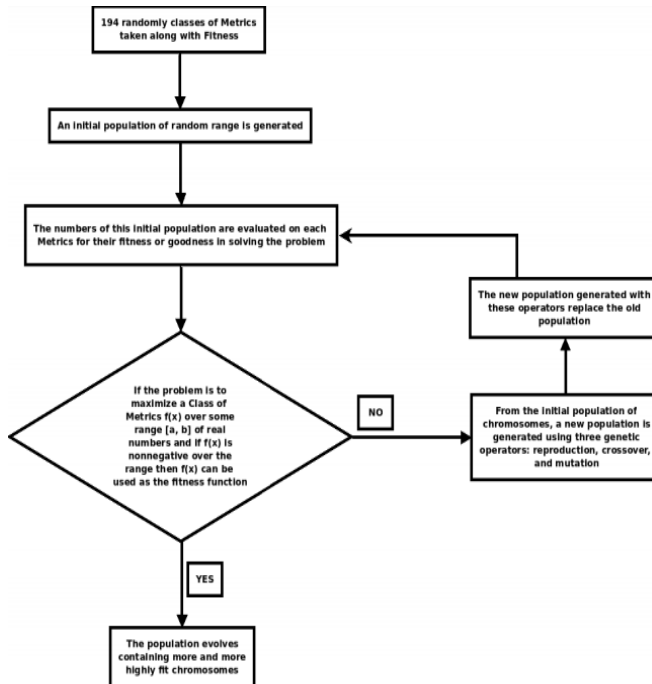 194 randomly classes of Metrics
taken along with Fitness
An initial population of random range is generated
The numbers of this initial population are evaluated on each
Metrics for their fitness or goodness in solving the problem
The new population generated with
these operators replace the old
population
If the problem is to
maximize a Class of
Metrics f(x) over some
range [a, b] of real
numbers and if f(x) is
nonnegative over the
range then f(x) can be
used as the fitness function
NO
From the initial population of
chromosomes, a new population is
generated using three genetic
operators: reproduction, crossover,
and mutation
YES
The population evolves
containing more and more
highly fit chromosomes